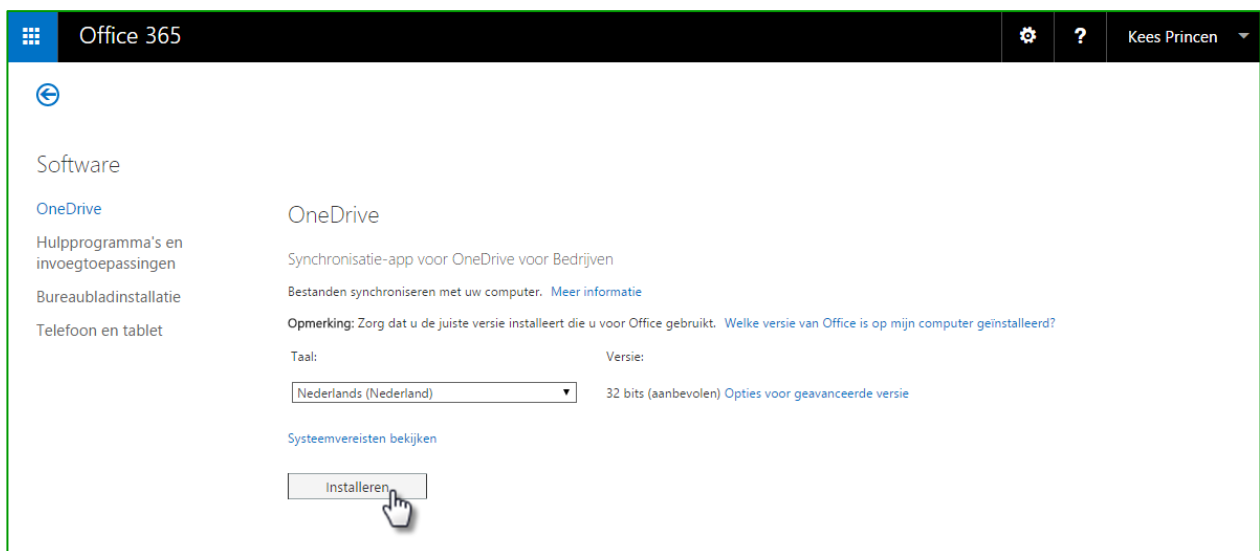 Office 365
?
Kees Princen
Software
OneDrive
Hulpprogramma's en
invoegtoepassingen
Bureaubladinstallatie
Telefoon en tablet
OneDrive
Synchronisatie-app voor OneDrive voor Bedrijven
Bestanden synchroniseren met uw computer. Meer informatie
Opmerking: Zorg dat u de juiste versie installeert die u voor Office gebruikt. Welke versie van Office is op mijn computer geïnstalleerd?
Taal: Versie:
Nederlands (Nederland) 32 bits (aanbevolen) Opties voor geavanceerde versie
Systeemvereisten bekijken
Installeren